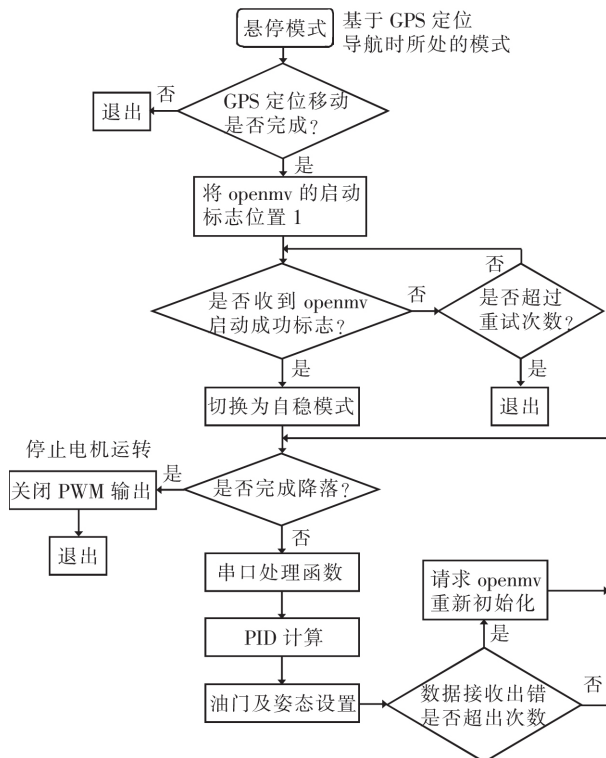 悬停模式
基于 GPS 定位
导航时所处的模式
GPS 定位移动
是否完成？
否
退出
是
将 openmv 的启动
标志位置 1
是否收到 openmv
启动成功标志？
否
是否超过
重试次数？
否
是
退出
是
切换为自稳模式
是否完成降落？
是
停止电机运转
关闭 PWM 输出
退出
否
串口处理函数
PID 计算
油门及姿态设置
数据接收出错
是否超出次数
是
请求 openmv
重新初始化
否